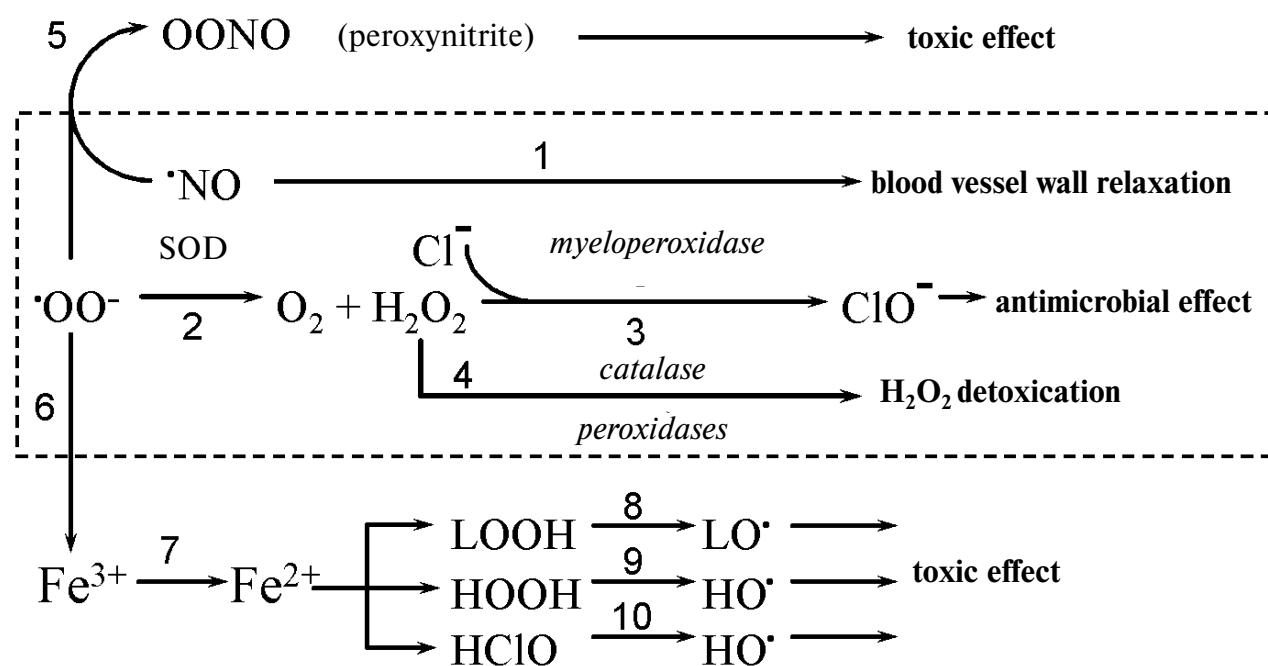 5 OONO (peroxynitrite) toxic effect
1
•NO blood vessel wall relaxation
SOD Cl⁻ myeloperoxidase
•OO⁻ O₂ + H₂O₂ ClO⁻ antimicrobial effect
2 3
4 catalase
H₂O₂ detoxication
6 peroxidases
8
LOOH LO•
7 9
Fe³⁺ Fe²⁺ HOOH HO• toxic effect
10
HClO HO•